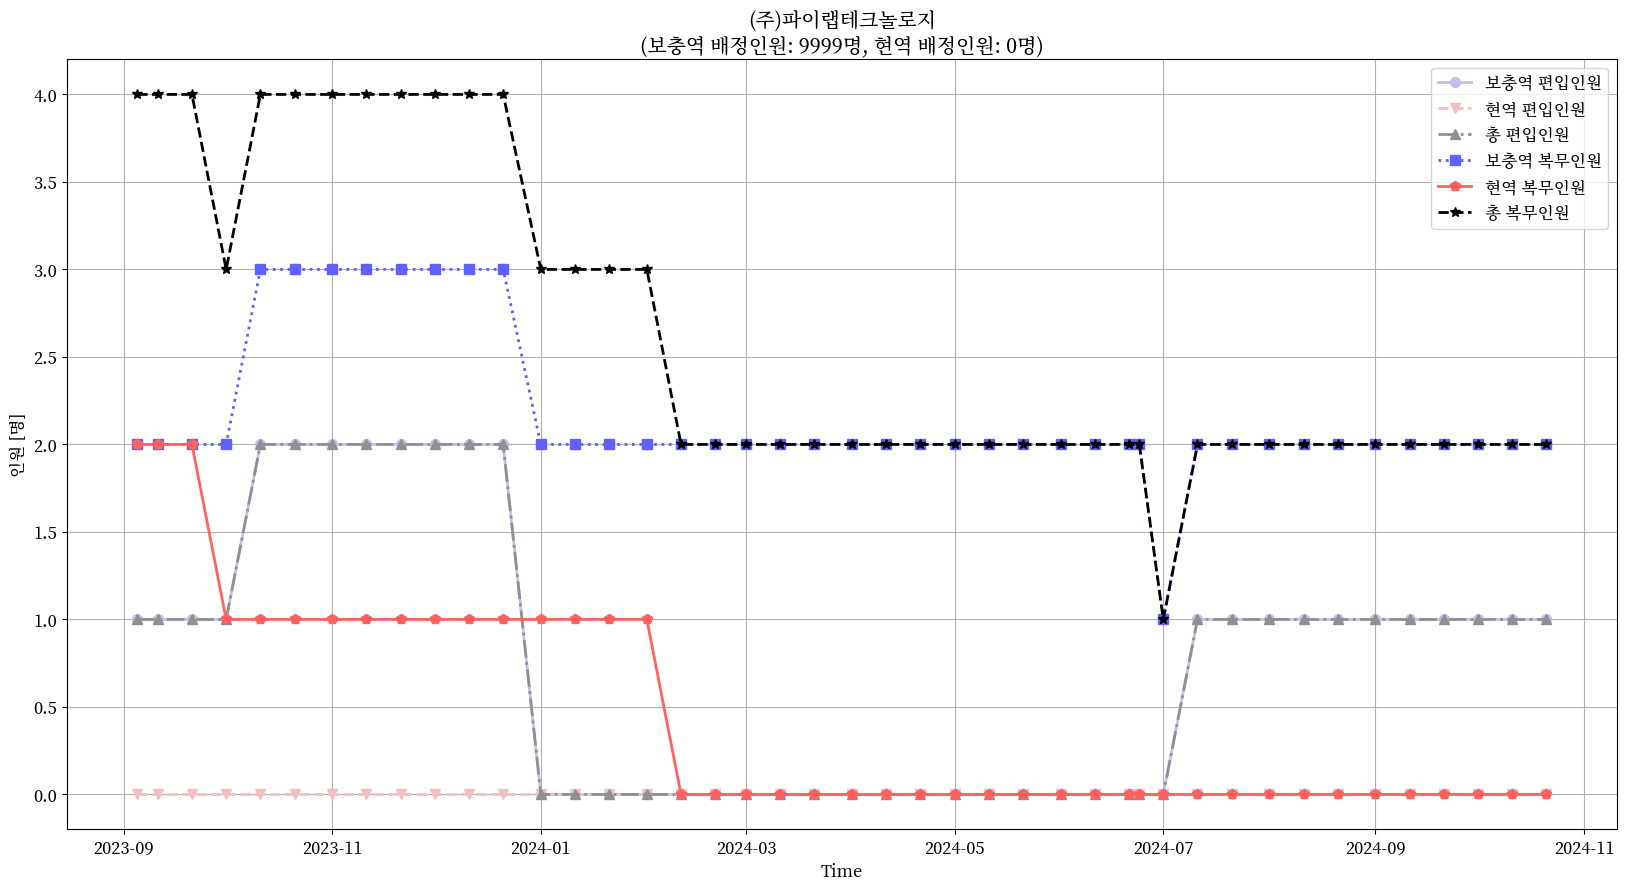 (주)파이랩테크놀로지
(보충역 배정인원: 9999명, 현역 배정인원: 0명)
보충역 편입인원
현역 편입인원
총 편입인원
보충역 복무인원
현역 복무인원
총 복무인원
4.0
3.5
3.0
2.5
2.0
1.5
1.0
0.5
0.0
인원 [명]
2023-09 2023-11 2024-01 2024-03 2024-05 2024-07 2024-09 2024-11
Time